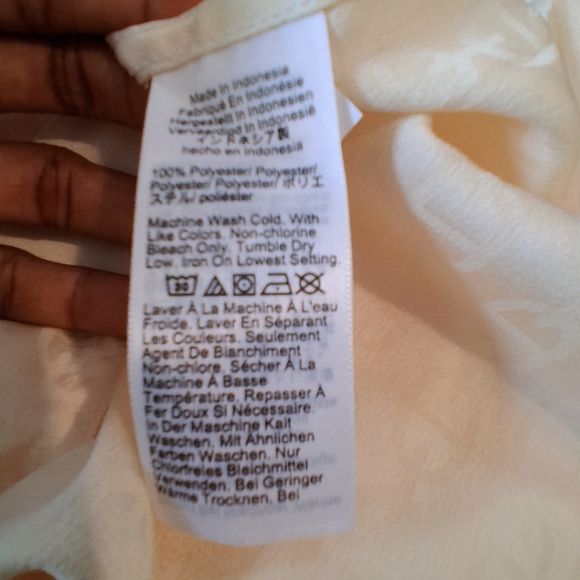 Made In Indonesia
Fabriqué En Indonésie
Hergestellt In Indonesien
Vervaardigd In Indonesië
インドネシア製
hecho en Indonesia
100% Polyester/ Polyester/
Polyester/ Polyester/ ポリエ
ステル/ poliéster
Machine Wash Cold. With
Like Colors. Non-chlorine
Bleach Only. Tumble Dry
Low. Iron On Lowest Setting.
30
Laver À La Machine À L'eau
Froide. Laver En Séparant
Les Couleurs. Seulement
Agent De Blanchiment
Non-chlore. Sécher À La
Machine À Basse
Température. Repasser À
Fer Doux Si Nécessaire.
In Der Maschine Kalt
Waschen, Mit Ähnlichen
Farben Waschen. Nur
Chlorfreies Bleichmittel
Verwenden. Bei Geringer
Wärme Trocknen. Bei